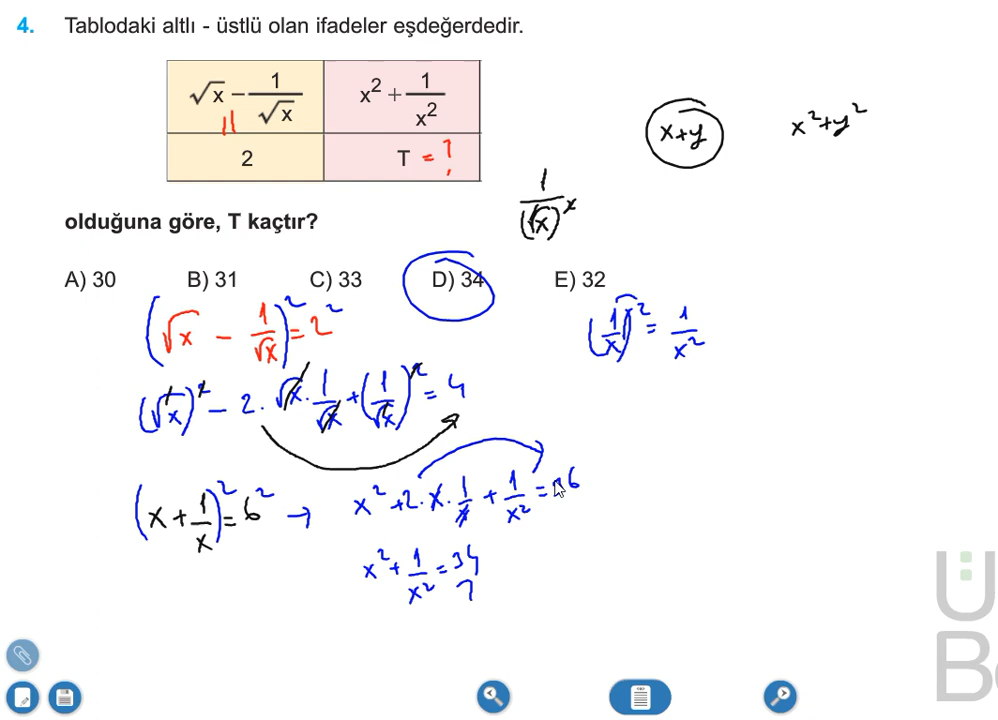 4. Tablodaki altlı - üstlü olan ifadeler eşdeğerdedir.
√x - 1/√x
x² + 1/x²
2
T = ?
x+y
x²+y²
1/(√x)²
olduğuna göre, T kaçtır?
A) 30 B) 31 C) 33 D) 34 E) 32
(√x - 1/√x)² = 2²
(1/x)² = 1/x²
(√x)² - 2.√x.1/√x + (1/√x)² = 4
(x + 1/x)² = 6² → x² + 2.x.1/x + 1/x² = 36
x² + 1/x² = 34
Ü
B